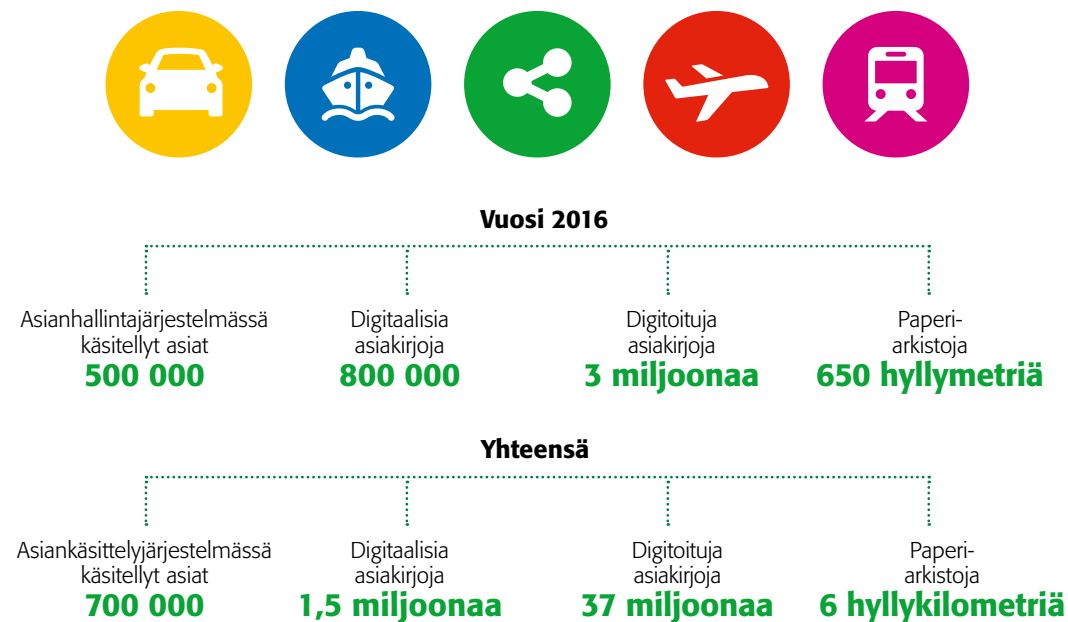 Vuosi 2016
Asianhallintajärjestelmässä
käsitellyt asiat
500 000
Digitaalisia
asiakirjoja
800 000
Digitoituja
asiakirjoja
3 miljoonaa
Paperi-
arkistoja
650 hyllymetriä
Yhteensä
Asiankäsittelyjärjestelmässä
käsitellyt asiat
700 000
Digitaalisia
asiakirjoja
1,5 miljoonaa
Digitoituja
asiakirjoja
37 miljoonaa
Paperi-
arkistoja
6 hyllykilometriä